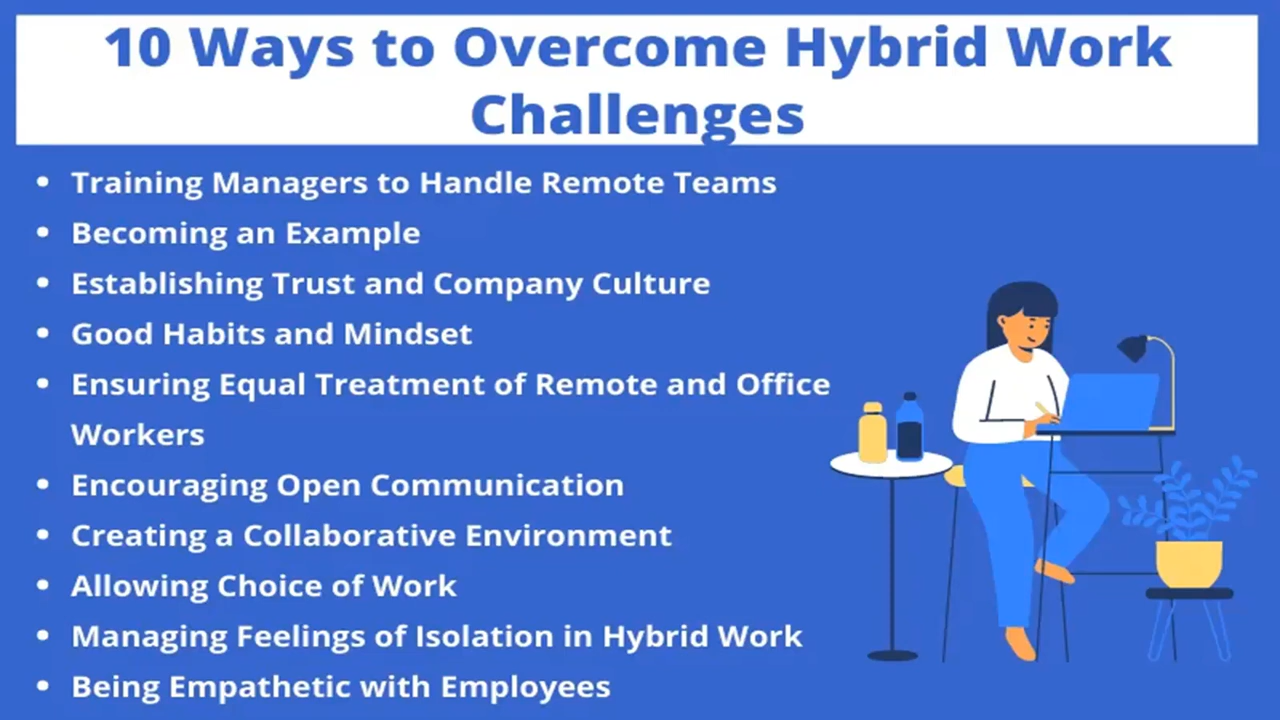 10 Ways to Overcome Hybrid Work
Challenges
• Training Managers to Handle Remote Teams
• Becoming an Example
• Establishing Trust and Company Culture
• Good Habits and Mindset
• Ensuring Equal Treatment of Remote and Office
Workers
• Encouraging Open Communication
• Creating a Collaborative Environment
• Allowing Choice of Work
• Managing Feelings of Isolation in Hybrid Work
• Being Empathetic with Employees